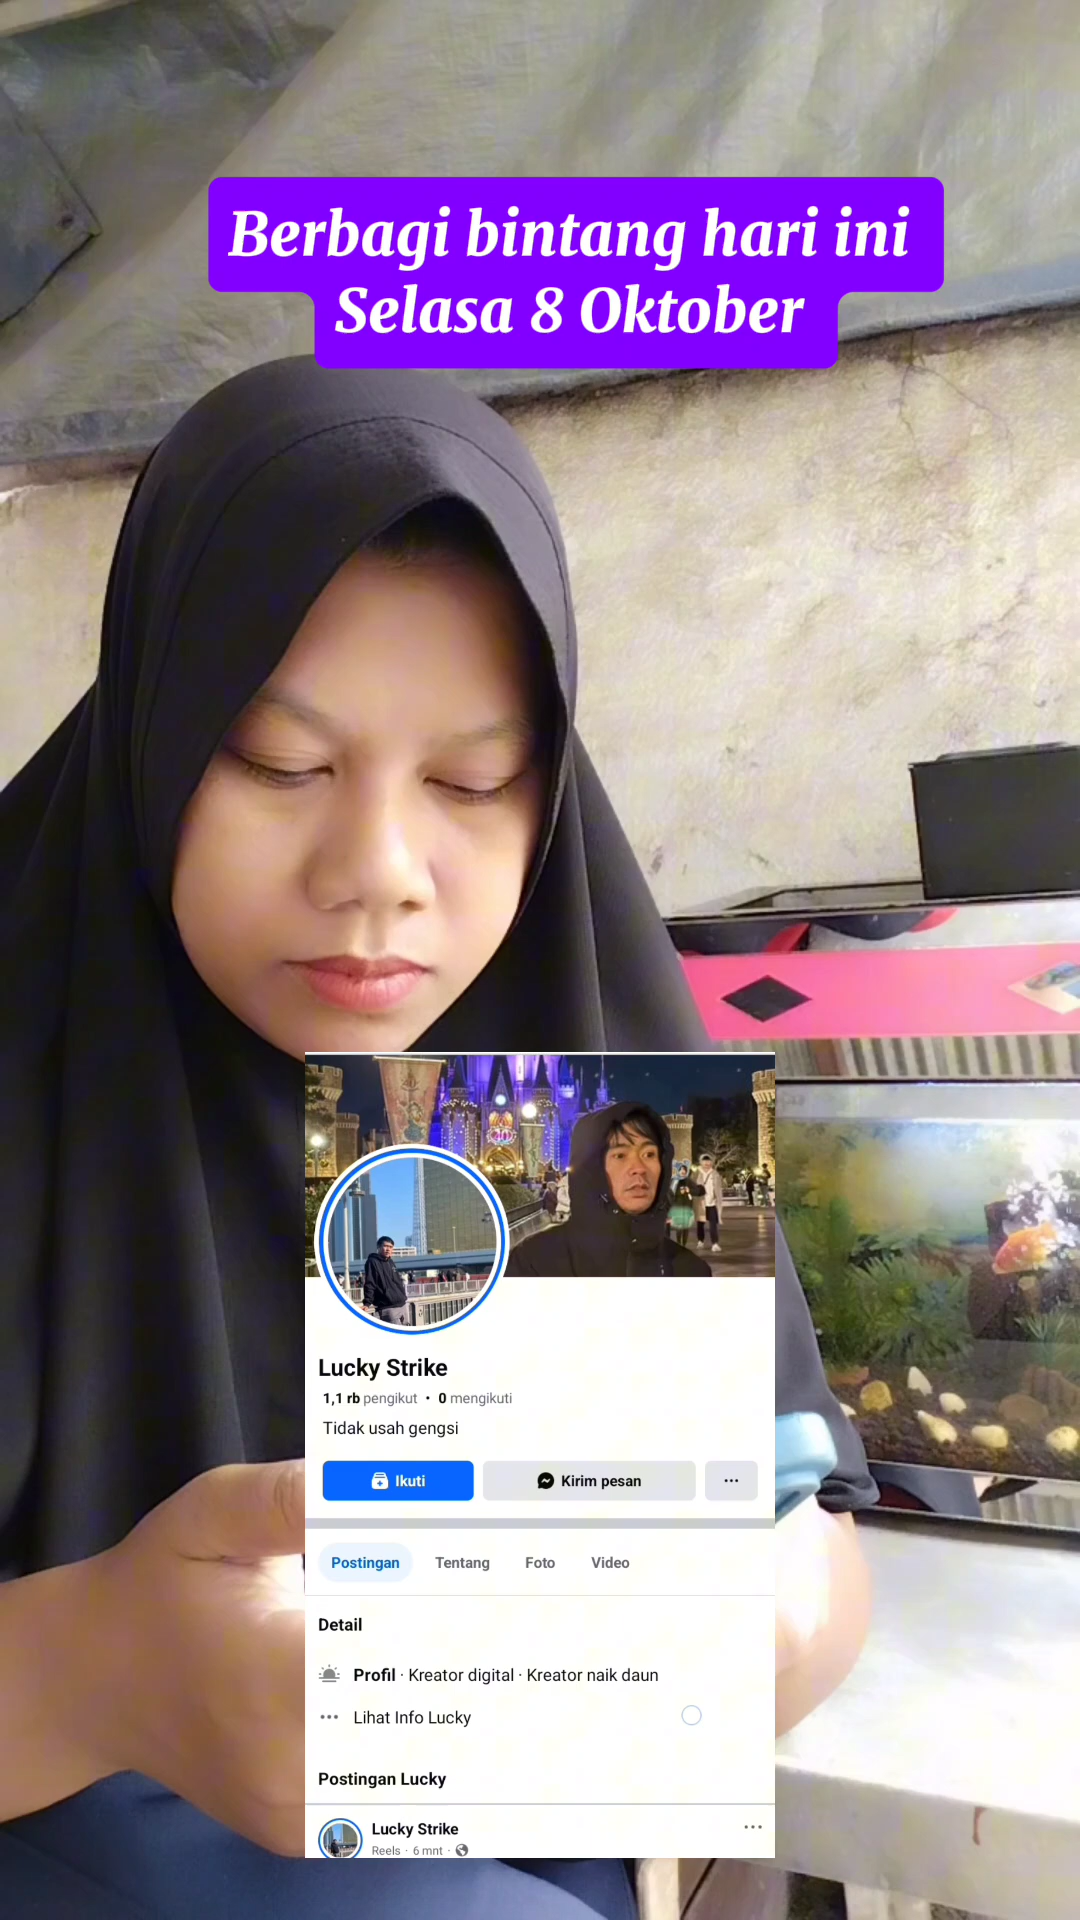 Berbagi bintang hari ini
Selasa 8 Oktober
Lucky Strike
1,1 rb pengikut • 0 mengikuti
Tidak usah gengsi
Ikuti
Kirim pesan
Postingan Tentang Foto Video
Detail
Profil · Kreator digital · Kreator naik daun
Lihat Info Lucky
Postingan Lucky
Lucky Strike
Reels · 6 mnt ·